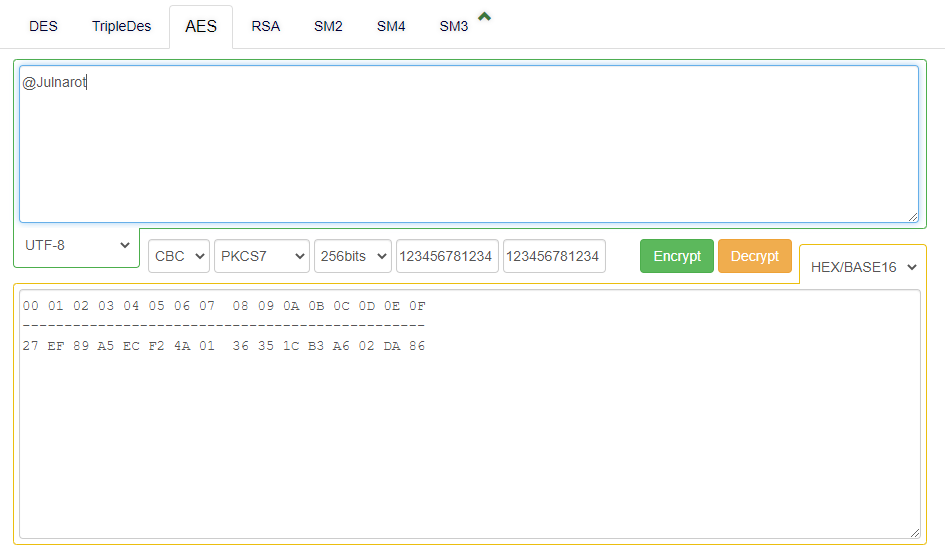 DES TripleDes AES RSA SM2 SM4 SM3
@Julnarot
UTF-8 CBC PKCS7 256bits 123456781234 123456781234 Encrypt Decrypt HEX/BASE16
00 01 02 03 04 05 06 07  08 09 0A 0B 0C 0D 0E 0F
------------------------------------------------
27 EF 89 A5 EC F2 4A 01  36 35 1C B3 A6 02 DA 86